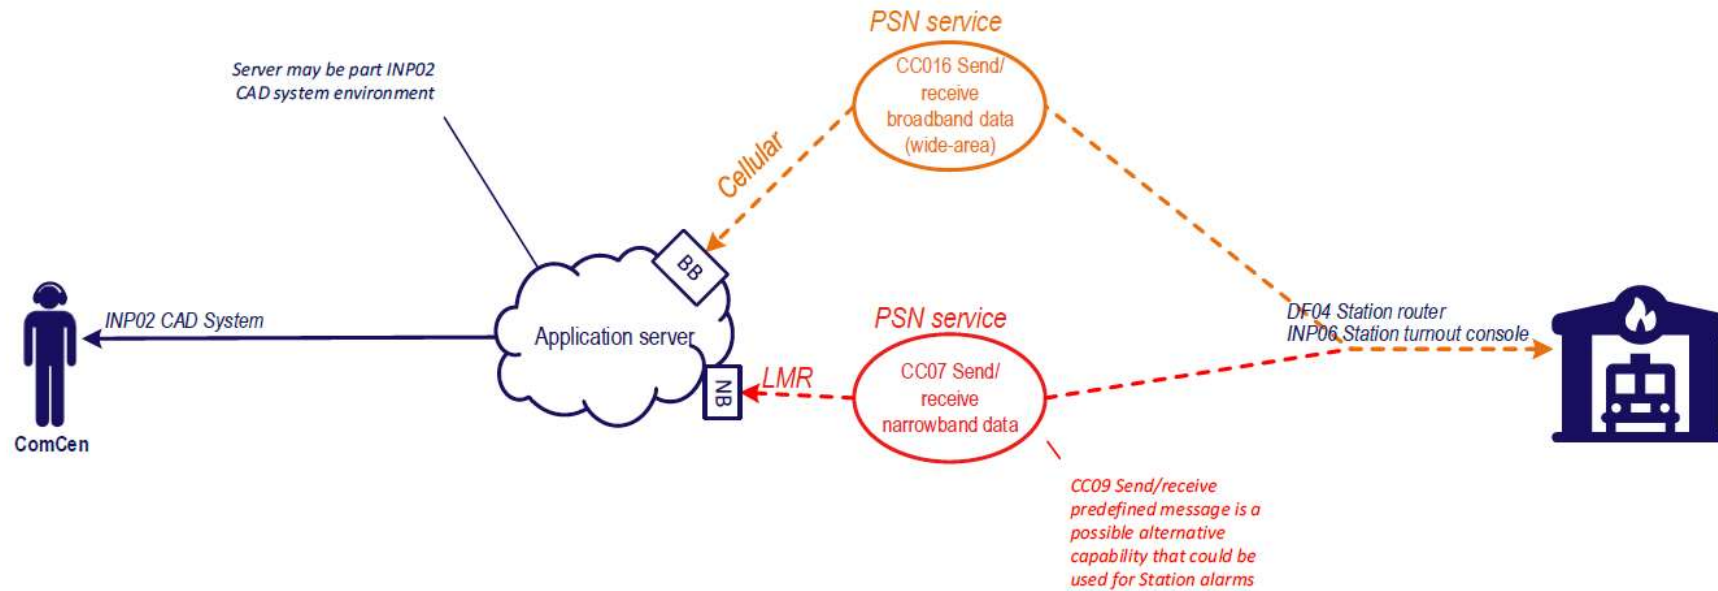 PSN service
CC016 Send/
receive
broadband data
(wide-area)
Server may be part INP02
CAD system environment
Cellular
BB
INP02 CAD System
Application server
NB
PSN service
LMR
CC07 Send/
receive
narrowband data
DF04 Station router
INP06 Station turnout console
ComCen
CC09 Send/receive
predefined message is a
possible alternative
capability that could be
used for Station alarms